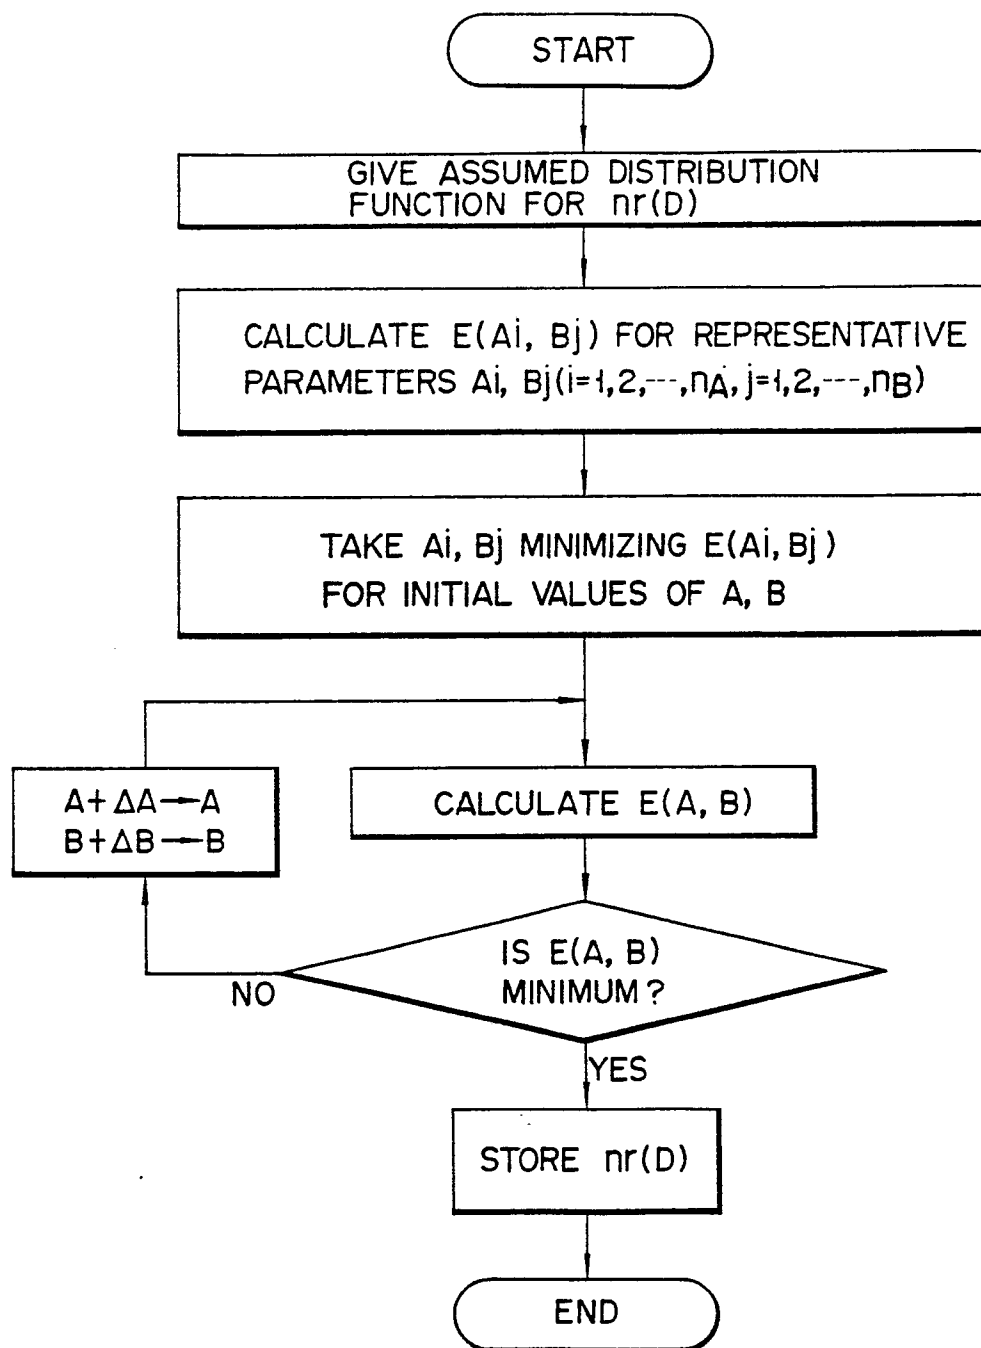 START
GIVE ASSUMED DISTRIBUTION
FUNCTION FOR nr(D)
CALCULATE E(Ai, Bj) FOR REPRESENTATIVE
PARAMETERS Ai, Bj(i=1,2,---,nA, j=1,2,---,nB)
TAKE Ai, Bj MINIMIZING E(Ai, Bj)
FOR INITIAL VALUES OF A, B
A+ΔA→A
B+ΔB→B
CALCULATE E(A, B)
IS E(A, B)
MINIMUM?
NO
YES
STORE nr(D)
END